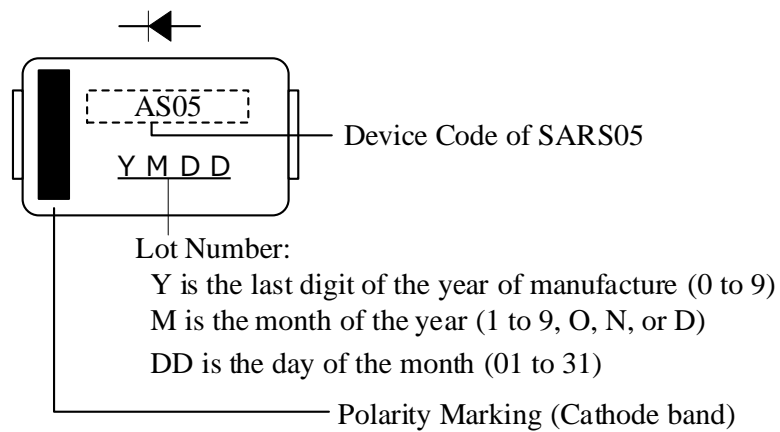 AS05
Device Code of SARS05
Y M D D
Lot Number:
Y is the last digit of the year of manufacture (0 to 9)
M is the month of the year (1 to 9, O, N, or D)
DD is the day of the month (01 to 31)
Polarity Marking (Cathode band)